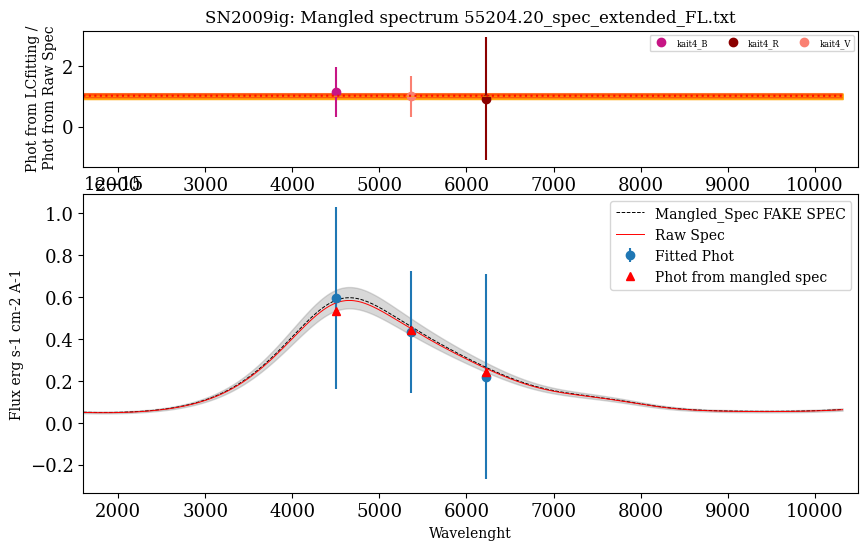 SN2009ig: Mangled spectrum 55204.20_spec_extended_FL.txt
Phot from LCfitting /
Phot from Raw Spec
2
0
kait4_B
kait4_R
kait4_V
2000 3000 4000 5000 6000 7000 8000 9000 10000
1e−15
Flux erg s-1 cm-2 A-1
1.0
0.8
0.6
0.4
0.2
0.0
−0.2
Mangled_Spec FAKE SPEC
Raw Spec
Fitted Phot
Phot from mangled spec
2000 3000 4000 5000 6000 7000 8000 9000 10000
Wavelenght